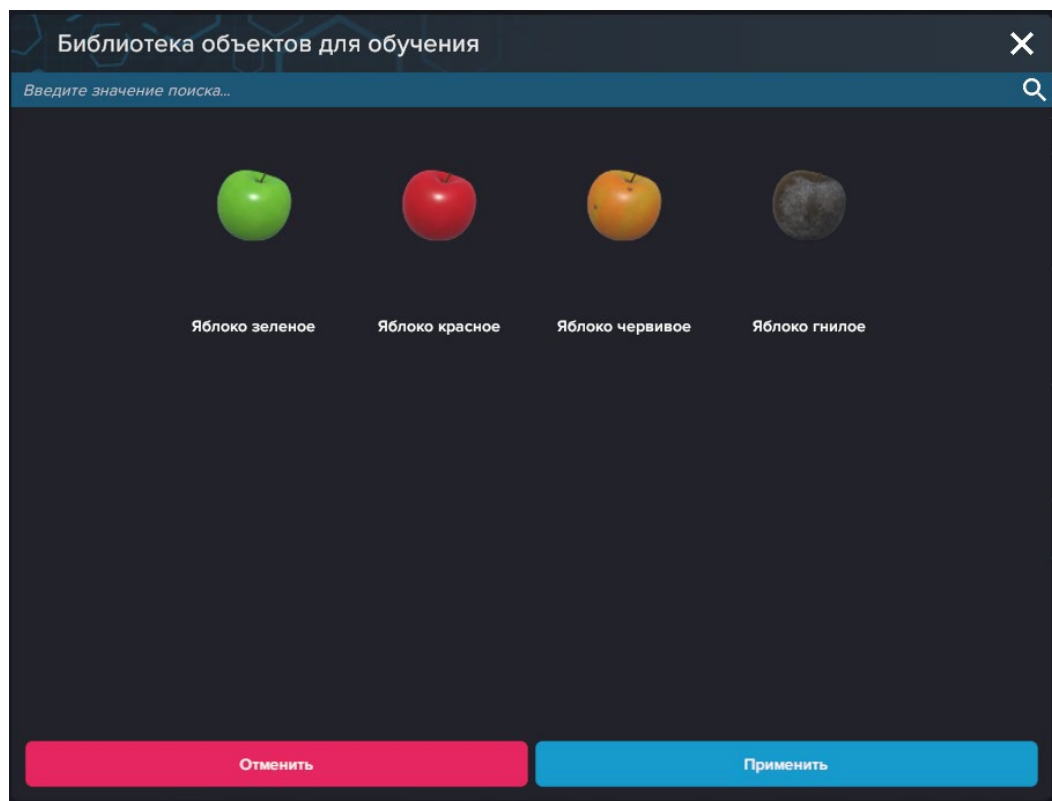 Библиотека объектов для обучения
Введите значение поиска...
Яблоко зеленое
Яблоко красное
Яблоко червивое
Яблоко гнилое
Отменить
Применить